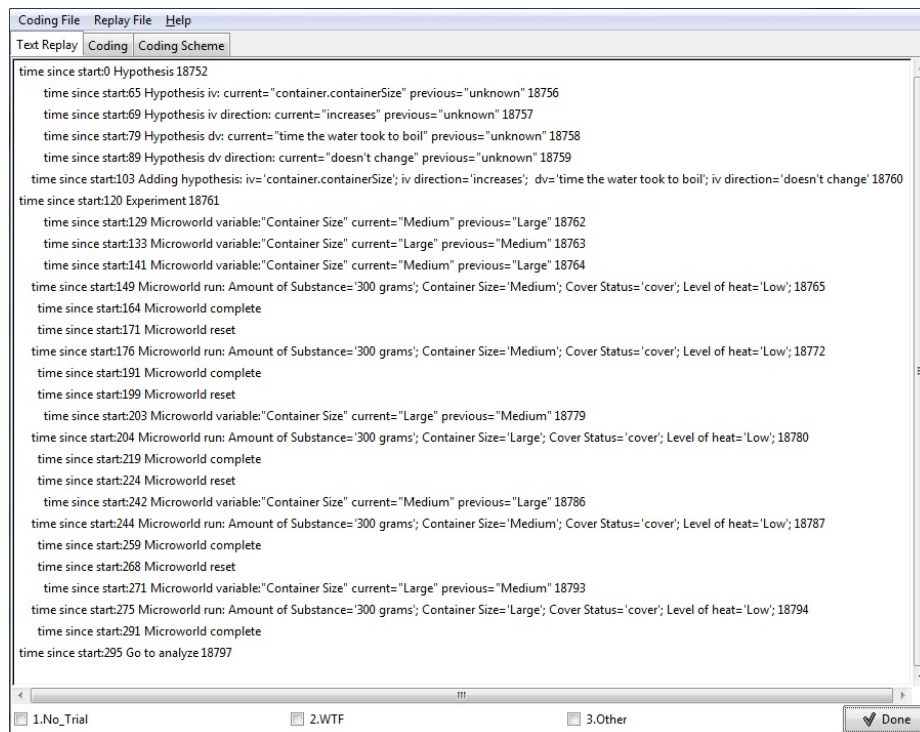 Coding File Replay File Help
Text Replay Coding Coding Scheme
time since start:0 Hypothesis 18752
time since start:65 Hypothesis iv: current="container.containerSize" previous="unknown" 18756
time since start:69 Hypothesis iv direction: current="increases" previous="unknown" 18757
time since start:79 Hypothesis dv: current="time the water took to boil" previous="unknown" 18758
time since start:89 Hypothesis dv direction: current="doesn't change" previous="unknown" 18759
time since start:103 Adding hypothesis: iv='container.containerSize'; iv direction='increases'; dv='time the water took to boil'; iv direction='doesn't change' 18760
time since start:120 Experiment 18761
time since start:129 Microworld variable:"Container Size" current="Medium" previous="Large" 18762
time since start:133 Microworld variable:"Container Size" current="Large" previous="Medium" 18763
time since start:141 Microworld variable:"Container Size" current="Medium" previous="Large" 18764
time since start:149 Microworld run: Amount of Substance='300 grams'; Container Size='Medium'; Cover Status='cover'; Level of heat='Low'; 18765
time since start:164 Microworld complete
time since start:171 Microworld reset
time since start:176 Microworld run: Amount of Substance='300 grams'; Container Size='Medium'; Cover Status='cover'; Level of heat='Low'; 18772
time since start:191 Microworld complete
time since start:199 Microworld reset
time since start:203 Microworld variable:"Container Size" current="Large" previous="Medium" 18779
time since start:204 Microworld run: Amount of Substance='300 grams'; Container Size='Large'; Cover Status='cover'; Level of heat='Low'; 18780
time since start:219 Microworld complete
time since start:224 Microworld reset
time since start:242 Microworld variable:"Container Size" current="Medium" previous="Large" 18786
time since start:244 Microworld run: Amount of Substance='300 grams'; Container Size='Medium'; Cover Status='cover'; Level of heat='Low'; 18787
time since start:259 Microworld complete
time since start:268 Microworld reset
time since start:271 Microworld variable:"Container Size" current="Large" previous="Medium" 18793
time since start:275 Microworld run: Amount of Substance='300 grams'; Container Size='Large'; Cover Status='cover'; Level of heat='Low'; 18794
time since start:291 Microworld complete
time since start:295 Go to analyze 18797
1.No_Trial 2.WTF 3.Other Done